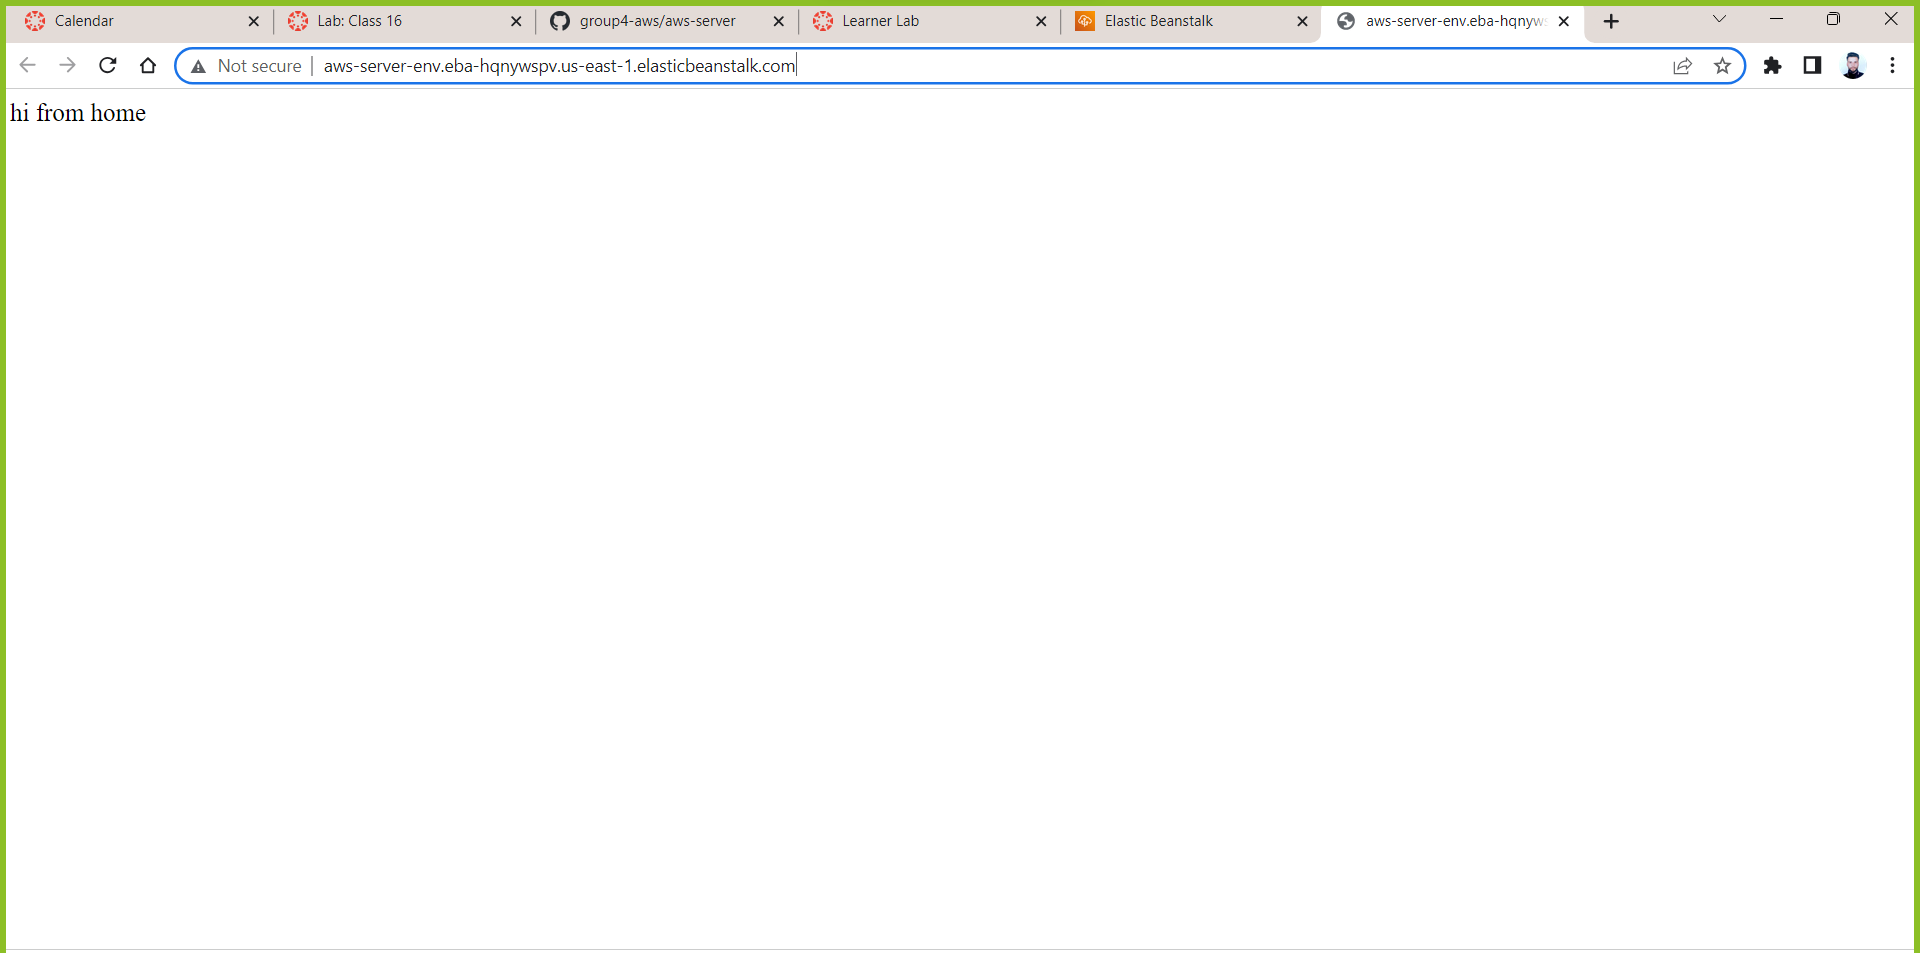 Calendar
Lab: Class 16
group4-aws/aws-server
Learner Lab
Elastic Beanstalk
aws-server-env.eba-hqnyws
Not secure
aws-server-env.eba-hqnywspv.us-east-1.elasticbeanstalk.com
hi from home